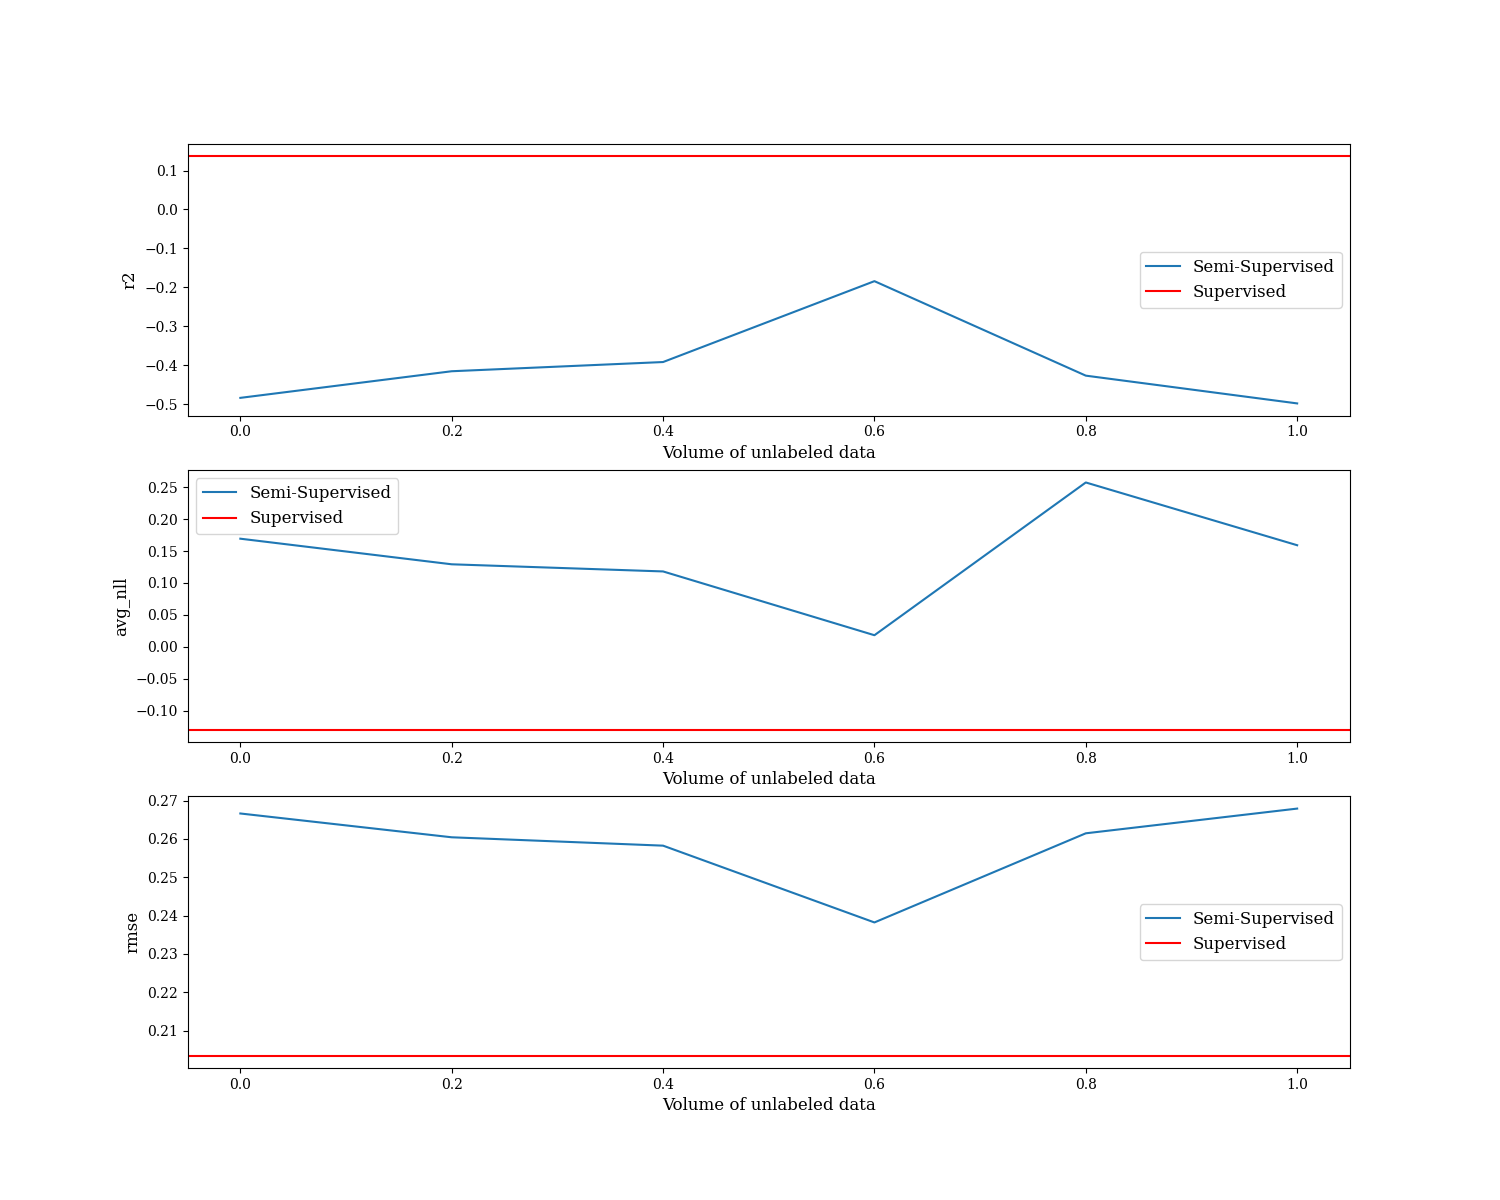 0.1
0.0
−0.1
−0.2
−0.3
−0.4
−0.5
r2
Semi-Supervised
Supervised
0.0 0.2 0.4 0.6 0.8 1.0
Volume of unlabeled data
0.25
0.20
0.15
0.10
0.05
0.00
−0.05
−0.10
avg_nll
Semi-Supervised
Supervised
0.0 0.2 0.4 0.6 0.8 1.0
Volume of unlabeled data
0.27
0.26
0.25
0.24
0.23
0.22
0.21
rmse
Semi-Supervised
Supervised
0.0 0.2 0.4 0.6 0.8 1.0
Volume of unlabeled data